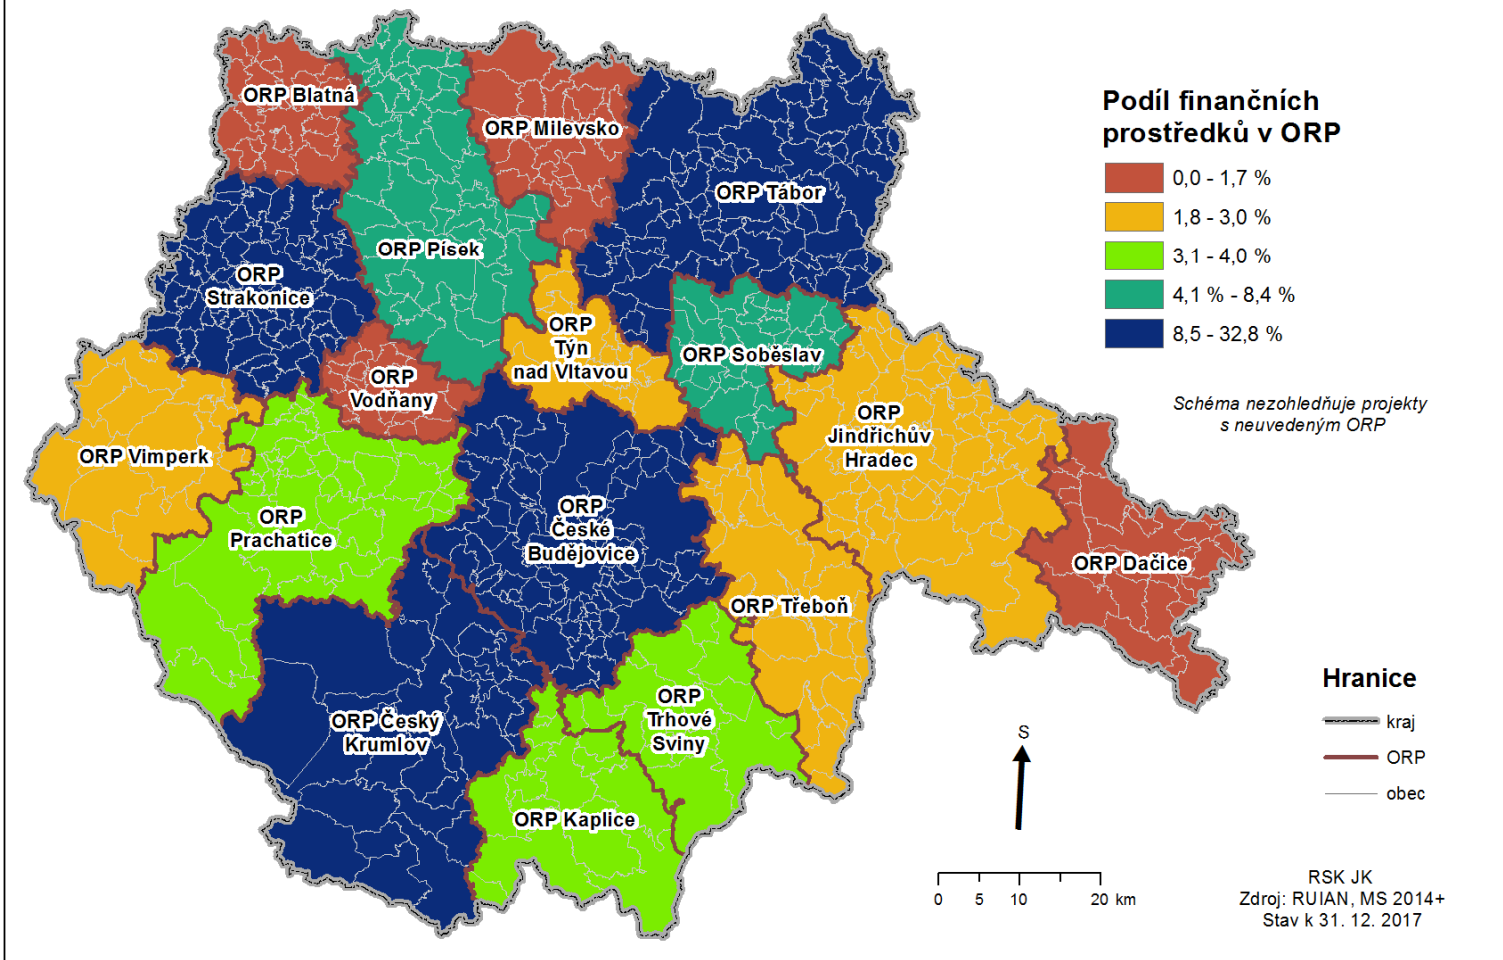 ORP Blatná
ORP Milevsko
ORP Tábor
ORP Písek
ORP
Strakonice
ORP
Týn
nad Vltavou
ORP Soběslav
ORP
Vodňany
ORP
Jindřichův
Hradec
ORP Vimperk
ORP
Prachatice
ORP
České
Budějovice
ORP Dačice
ORP Třeboň
ORP Český
Krumlov
ORP
Trhové
Sviny
ORP Kaplice
Podíl finančních
prostředků v ORP
0,0 - 1,7 %
1,8 - 3,0 %
3,1 - 4,0 %
4,1 % - 8,4 %
8,5 - 32,8 %
Schéma nezohledňuje projekty
s neuvedeným ORP
Hranice
kraj
ORP
obec
S
0 5 10 20 km
RSK JK
Zdroj: RUIAN, MS 2014+
Stav k 31. 12. 2017